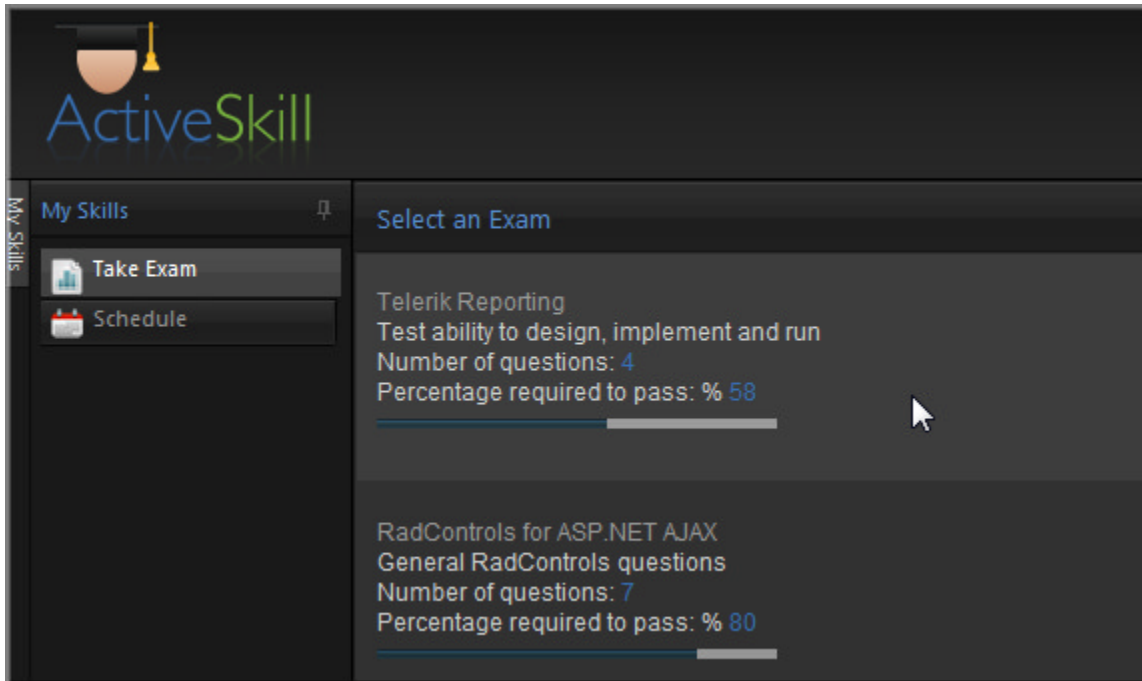 ActiveSkill
My Skills
My Skills
Take Exam
Schedule
Select an Exam
Telerik Reporting
Test ability to design, implement and run
Number of questions: 4
Percentage required to pass: % 58
RadControls for ASP.NET AJAX
General RadControls questions
Number of questions: 7
Percentage required to pass: % 80